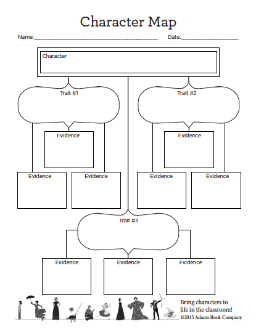 Character Map
Name: Date:
Character
Trait #1 Trait #2
Evidence Evidence
Evidence Evidence Evidence Evidence
Trait #3
Evidence Evidence Evidence
Bring characters to
life in the classroom!
©2013 Adams Book Company